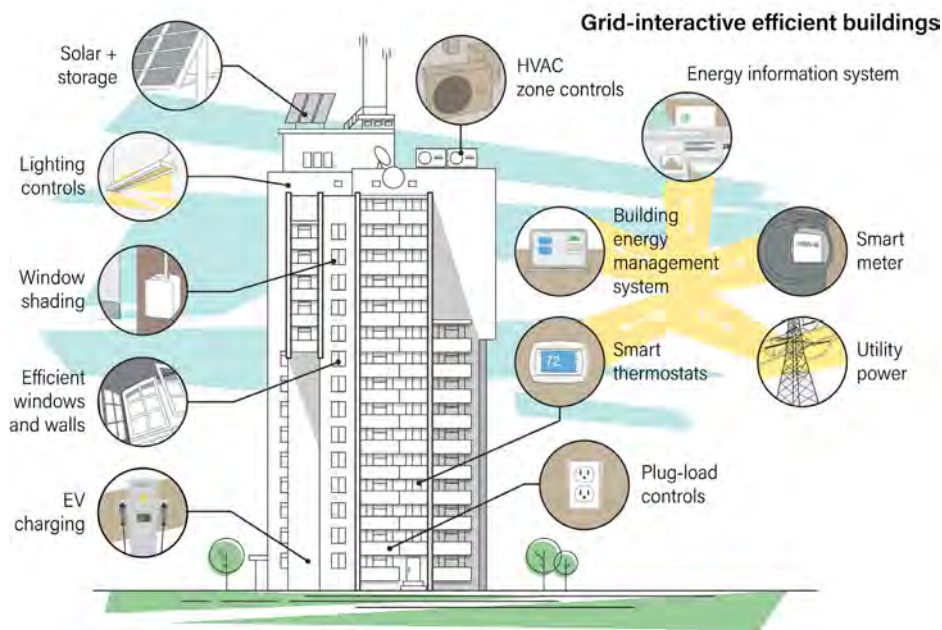 Grid-interactive efficient buildings
Solar +
storage
HVAC
zone controls
Energy information system
Lighting
controls
Building
energy
management
system
Smart
meter
Window
shading
Smart
thermostats
72
Utility
power
Efficient
windows
and walls
Plug-load
controls
EV
charging